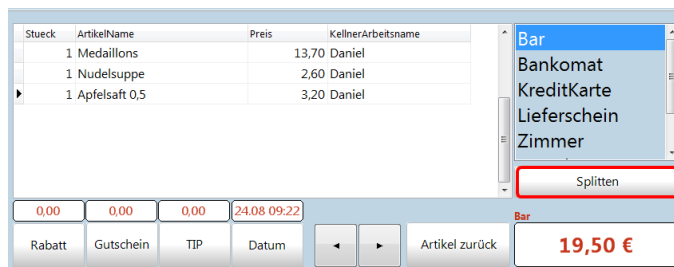 Stueck ArtikelName Preis KellnerArbeitsname
1 Medaillons 13,70 Daniel
1 Nudelsuppe 2,60 Daniel
1 Apfelsaft 0,5 3,20 Daniel
Bar
Bankomat
KreditKarte
Lieferschein
Zimmer
Splitten
0,00 0,00 0,00 24.08 09:22
Rabatt Gutschein TIP Datum Artikel zurück
Bar
19,50 €